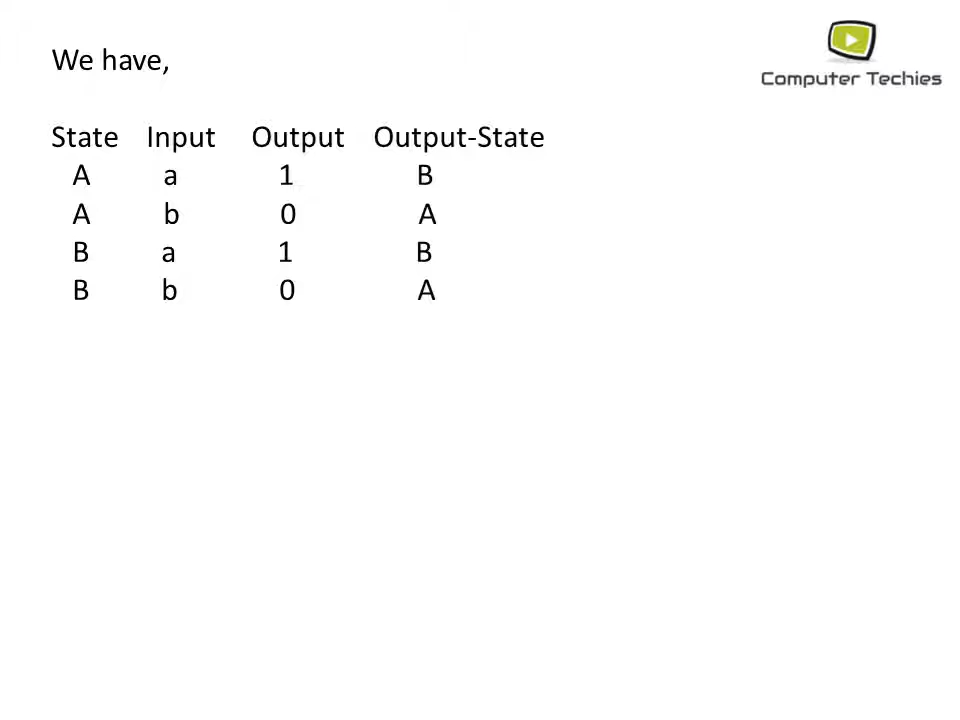 We have,
Computer Techies
State Input Output Output-State
A a 1 B
A b 0 A
B a 1 B
B b 0 A